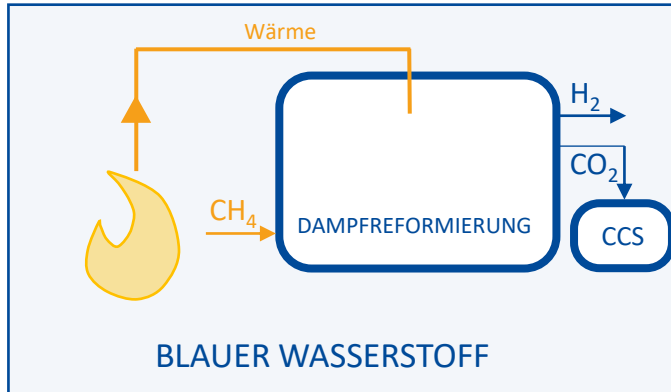 Wärme
H₂
CO₂
CH₄
DAMPFREFORMIERUNG
CCS
BLAUER WASSERSTOFF